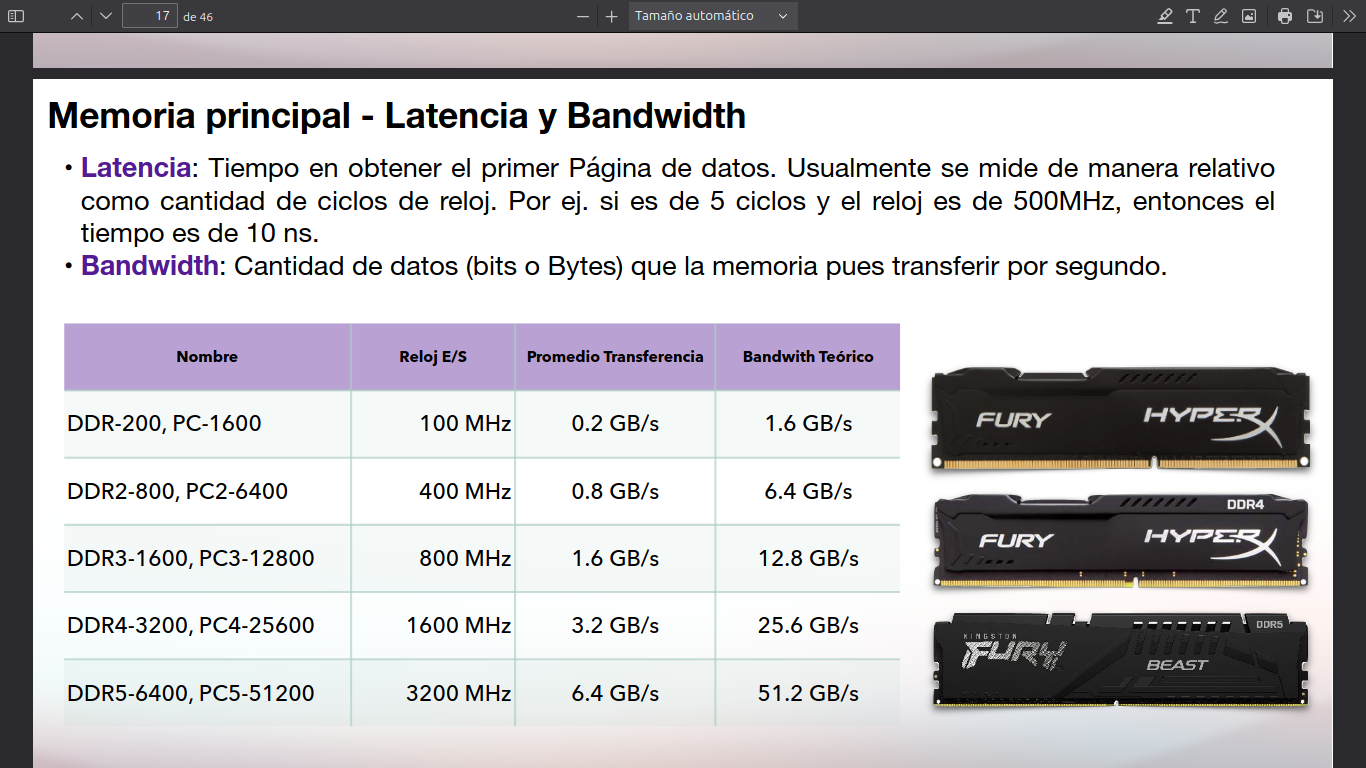 17 de 46 Tamaño automático
Memoria principal - Latencia y Bandwidth
• Latencia: Tiempo en obtener el primer Página de datos. Usualmente se mide de manera relativo
como cantidad de ciclos de reloj. Por ej. si es de 5 ciclos y el reloj es de 500MHz, entonces el
tiempo es de 10 ns.
• Bandwidth: Cantidad de datos (bits o Bytes) que la memoria pues transferir por segundo.
Nombre Reloj E/S Promedio Transferencia Bandwith Teórico
DDR-200, PC-1600 100 MHz 0.2 GB/s 1.6 GB/s
DDR2-800, PC2-6400 400 MHz 0.8 GB/s 6.4 GB/s
DDR3-1600, PC3-12800 800 MHz 1.6 GB/s 12.8 GB/s
DDR4-3200, PC4-25600 1600 MHz 3.2 GB/s 25.6 GB/s
DDR5-6400, PC5-51200 3200 MHz 6.4 GB/s 51.2 GB/s
FURY HYPERX
DDR4
FURY HYPERX
DDR5
KINGSTON
FURY BEAST